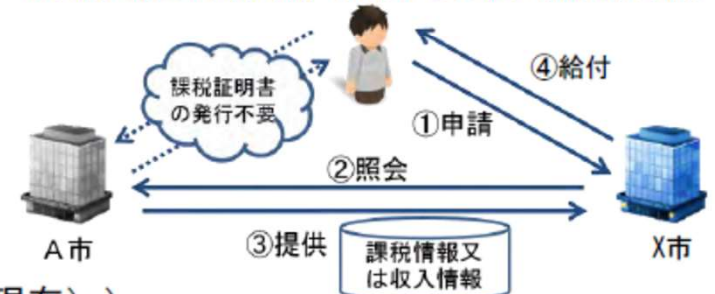 課税証明書
の発行不要
④給付
①申請
②照会
A市
③提供
課税情報又
は収入情報
X市